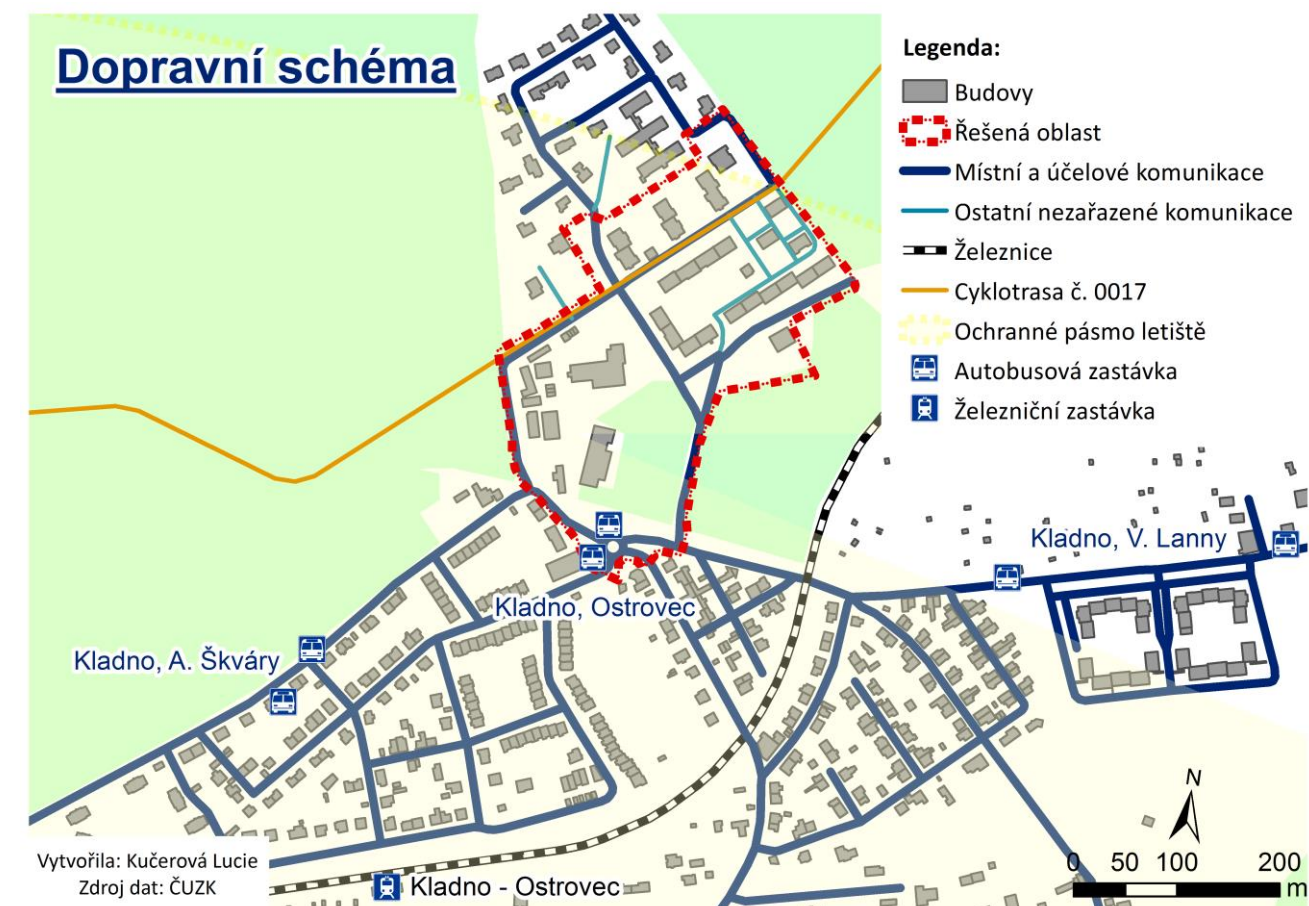 Dopravní schéma
Legenda:
Budovy
Řešená oblast
Místní a účelové komunikace
Ostatní nezařazené komunikace
Železnice
Cyklotrasa č. 0017
Ochranné pásmo letiště
Autobusová zastávka
Železniční zastávka
Kladno, V. Lanny
Kladno, Ostrovec
Kladno, A. Škváry
N
0 50 100 200
m
Vytvořila: Kučerová Lucie
Zdroj dat: ČUZK
Kladno - Ostrovec